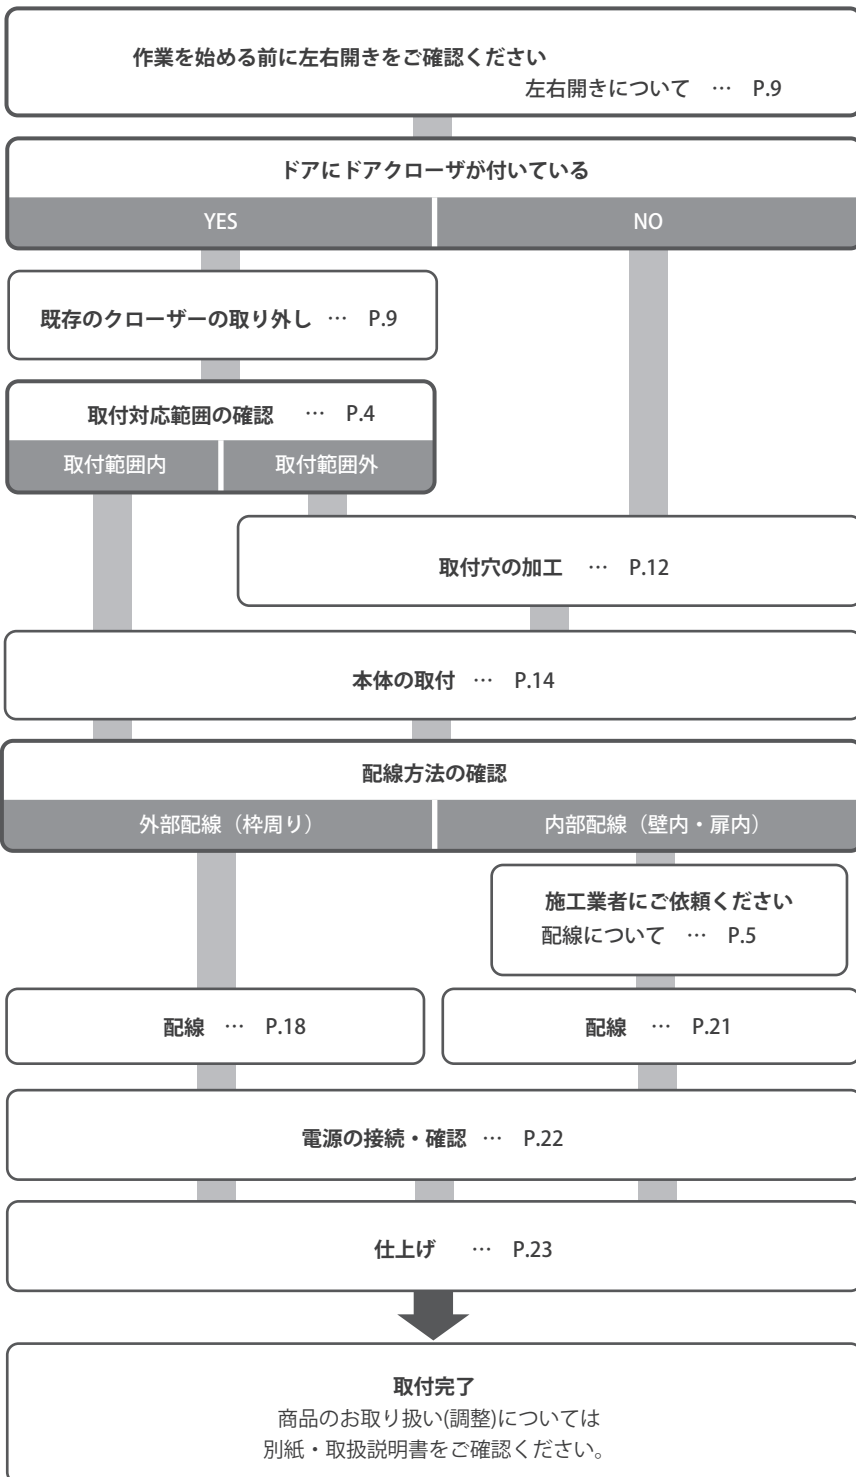 作業を始める前に左右開きをご確認ください
左右開きについて … P.9
ドアにドアクローザが付いている
YES
NO
既存のクローザーの取り外し … P.9
取付対応範囲の確認 … P.4
取付範囲内
取付範囲外
取付穴の加工 … P.12
本体の取付 … P.14
配線方法の確認
外部配線（枠周り）
内部配線（壁内・扉内）
施工業者にご依頼ください
配線について … P.5
配線 … P.18
配線 … P.21
電源の接続・確認 … P.22
仕上げ … P.23
取付完了
商品のお取り扱い(調整)については
別紙・取扱説明書をご確認ください。